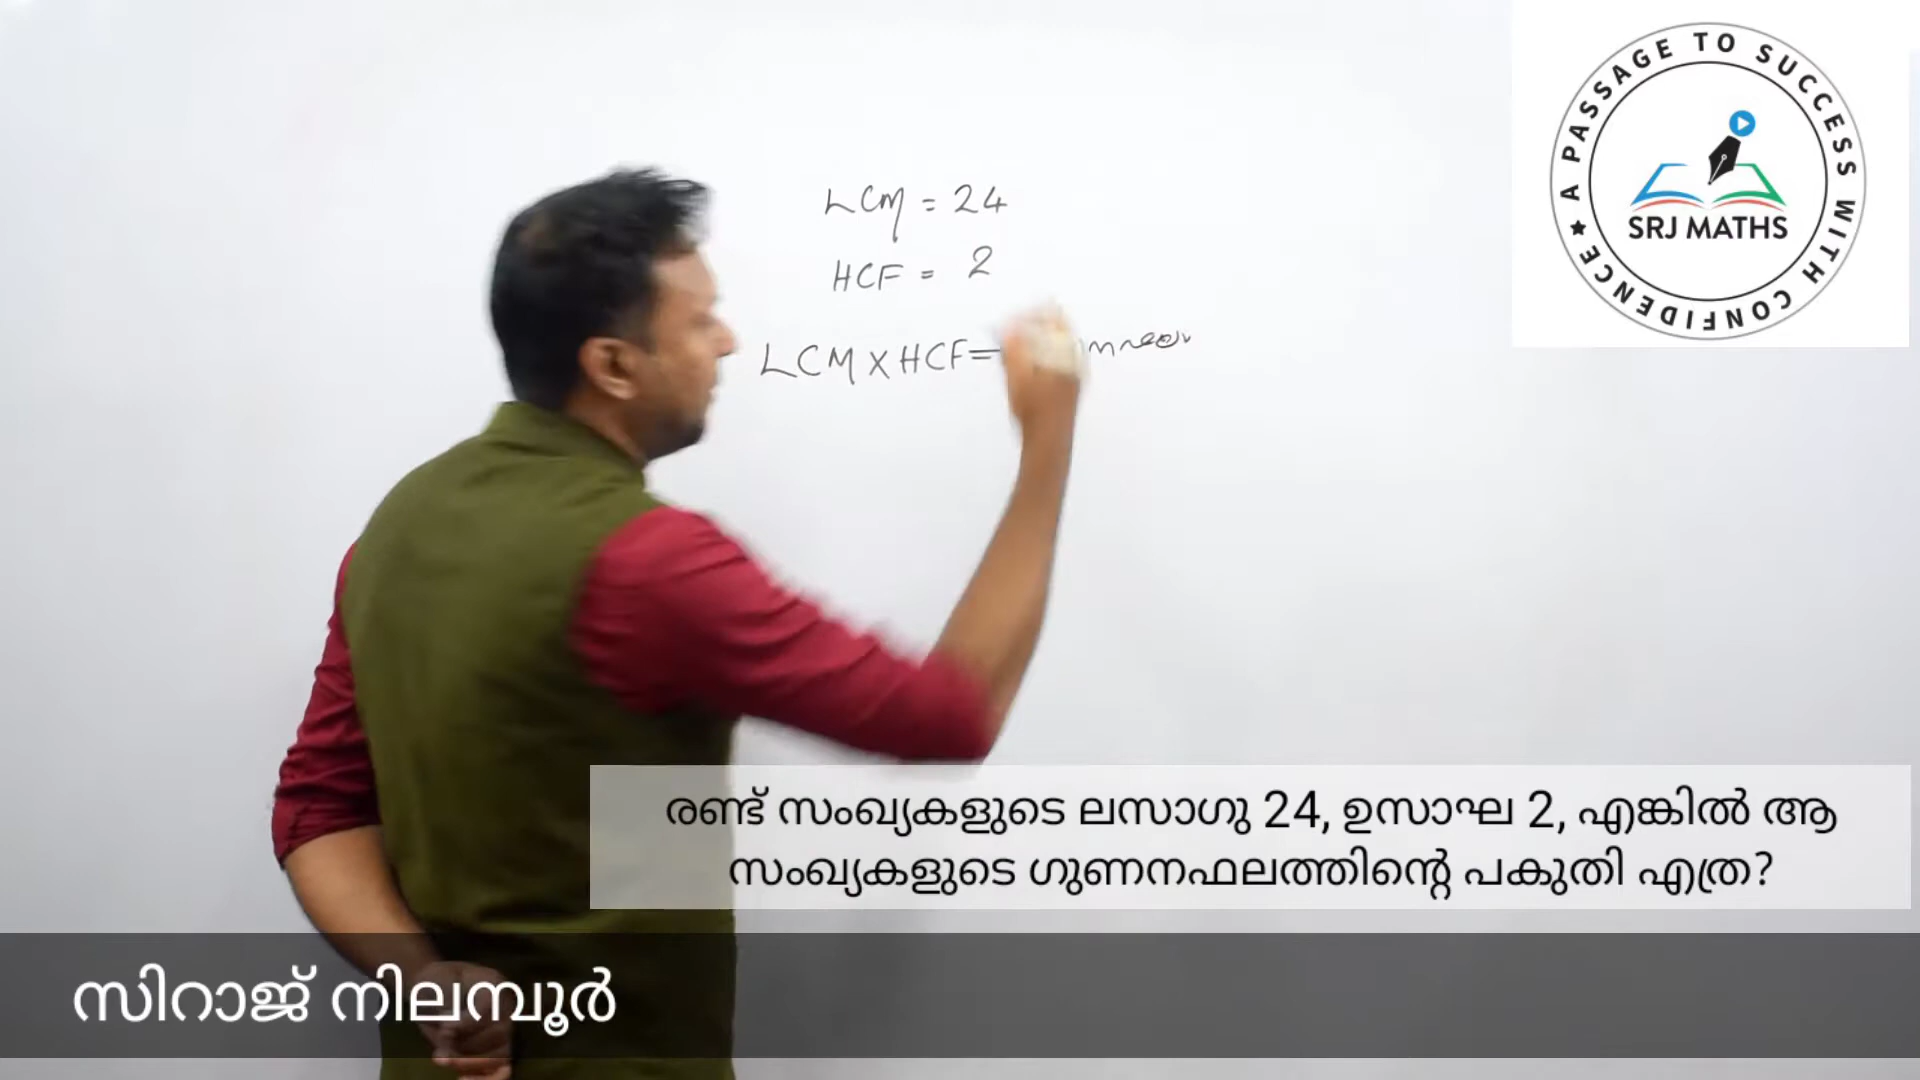 LCM = 24
HCF = 2
LCM X HCF =
A PASSAGE TO SUCCESS WITH CONFIDENCE
SRJ MATHS
രണ്ട് സംഖ്യകളുടെ ലസാഗു 24, ഉസാഘ 2, എങ്കിൽ ആ
സംഖ്യകളുടെ ഗുണനഫലത്തിന്റെ പകുതി എത്ര?
സിറാജ് നിലമ്പൂർ